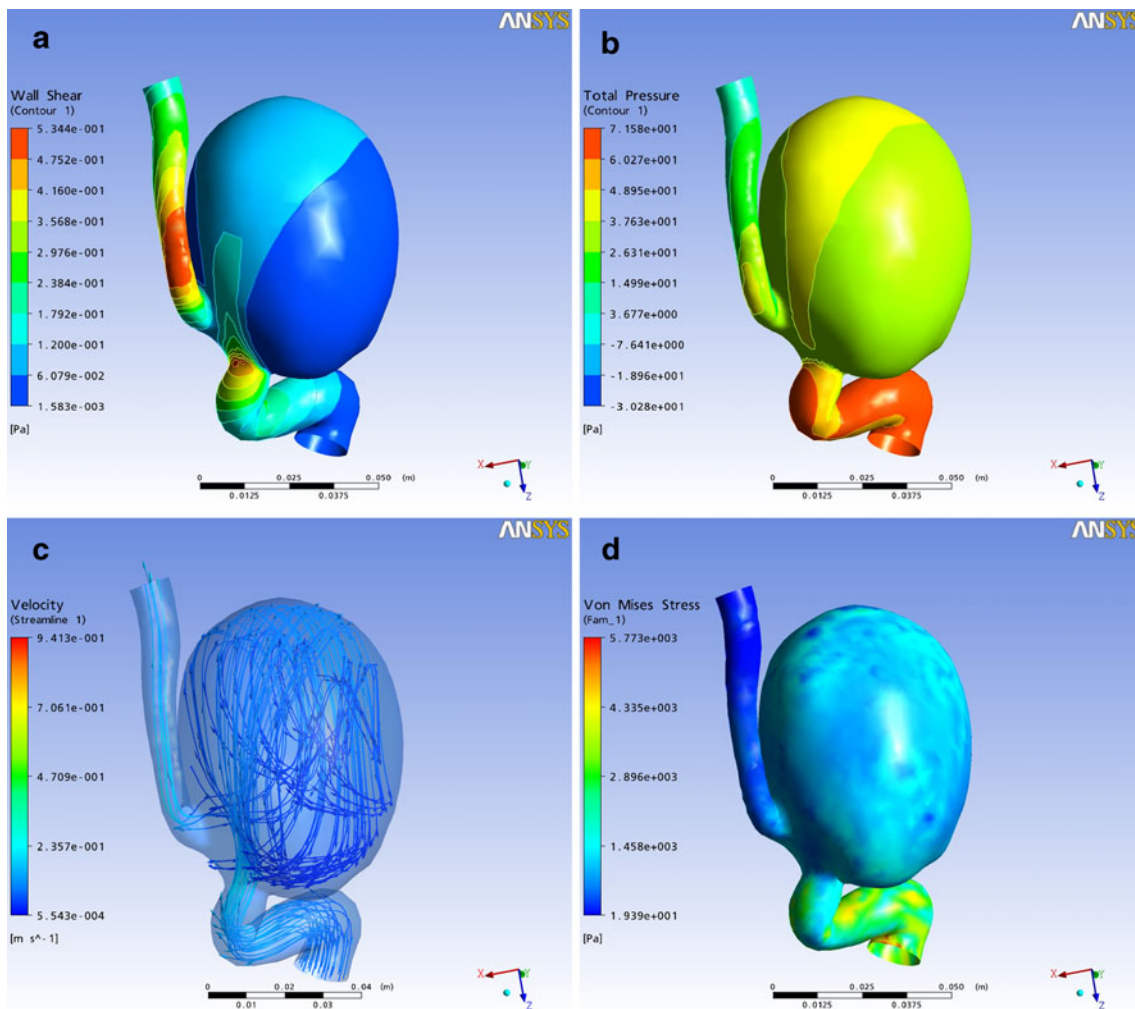 ANSYS
a
Wall Shear
(Contour 1)
5.344e-001
4.752e-001
4.160e-001
3.568e-001
2.976e-001
2.384e-001
1.792e-001
1.200e-001
6.079e-002
1.583e-003
[Pa]
0 0.025 0.050 (m)
0.0125 0.0375
X Y
Z
ANSYS
b
Total Pressure
(Contour 1)
7.158e+001
6.027e+001
4.895e+001
3.763e+001
2.631e+001
1.499e+001
3.677e+000
-7.641e+000
-1.896e+001
-3.028e+001
[Pa]
0 0.025 0.050 (m)
0.0125 0.0375
X Y
Z
ANSYS
c
Velocity
(Streamline 1)
9.413e-001
7.061e-001
4.709e-001
2.357e-001
5.543e-004
[m s^-1]
0 0.02 0.04 (m)
0.01 0.03
X Y
Z
ANSYS
d
Von Mises Stress
(Fam_1)
5.773e+003
4.335e+003
2.896e+003
1.458e+003
1.939e+001
[Pa]
0 0.025 0.050 (m)
0.0125 0.0375
X Y
Z